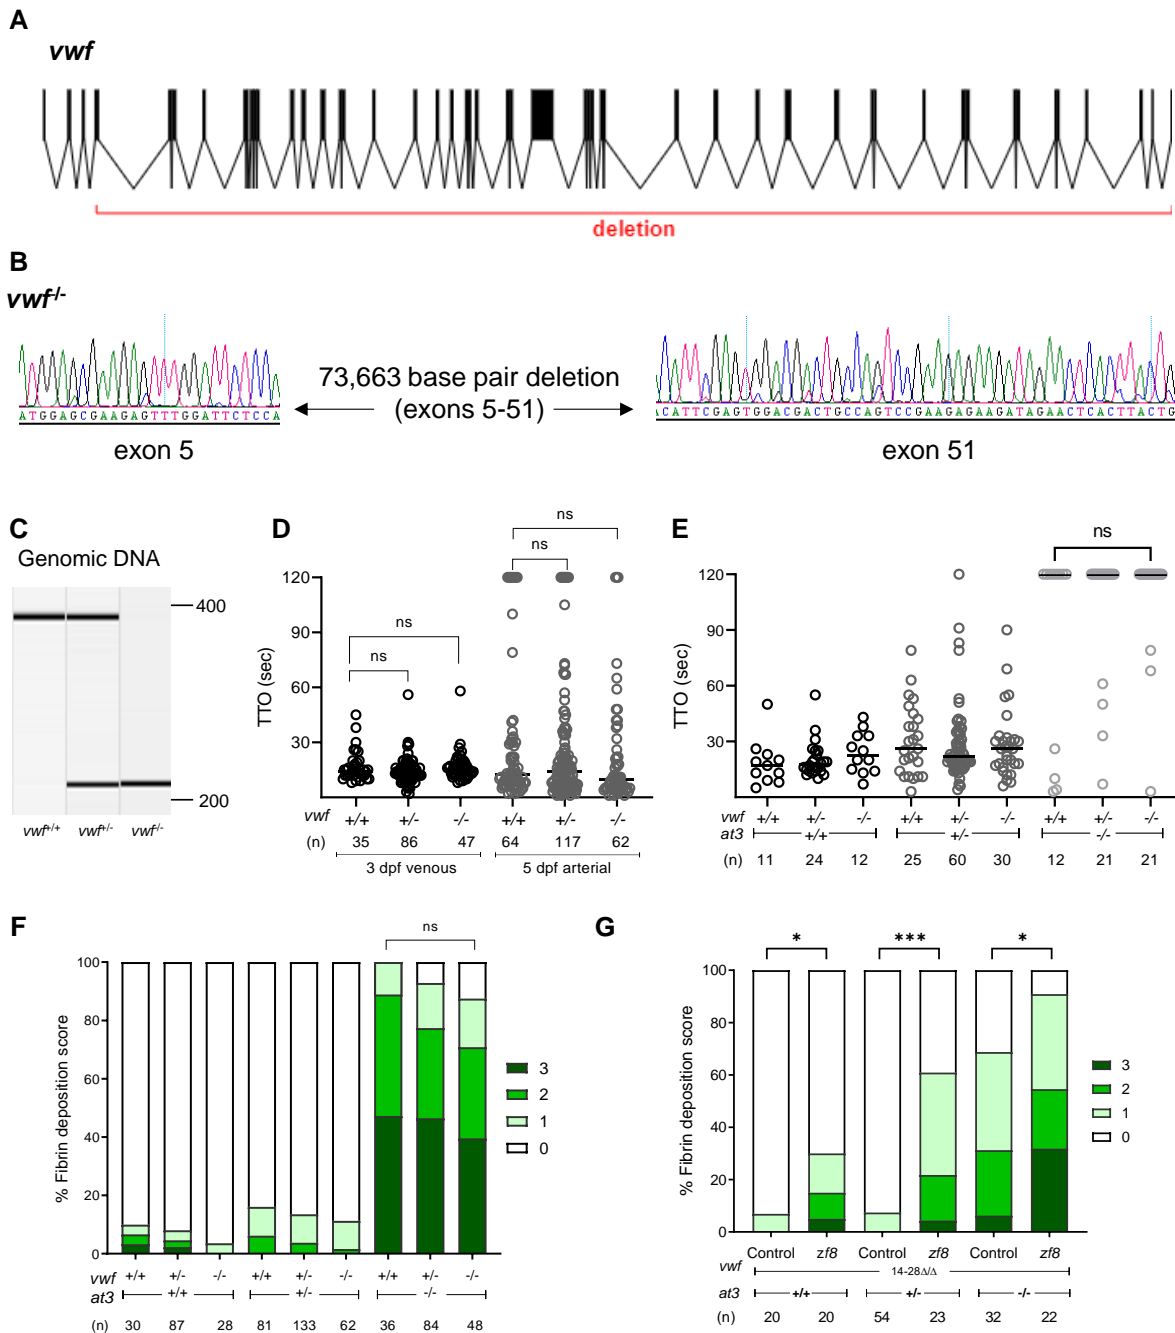 A
vwf
deletion
B
vwf-/-
73,663 base pair deletion
(exons 5-51)
ATGGAGCGAAGAGTTTGGATTCTCCA
CATTCGAGTGGACGACTGCCAGTCCGAAGAGAAGATAGAACTCACTTACTG
exon 5
exon 51
C
Genomic DNA
400
200
vwf+/+ vwf+/- vwf-/-
D
ns
ns
ns
ns
TTO (sec)
120
90
60
30
vwf +/+ +/- -/- +/+ +/- -/-
(n) 35 86 47 64 117 62
3 dpf venous 5 dpf arterial
E
ns
TTO (sec)
120
90
60
30
vwf +/+ +/- -/- +/+ +/- -/- +/+ +/- -/-
at3 +/+ +/- -/-
(n) 11 24 12 25 60 30 12 21 21
F
ns
% Fibrin deposition score
100
80
60
40
20
0
3
2
1
0
vwf +/+ +/- -/- +/+ +/- -/- +/+ +/- -/-
at3 +/+ +/- -/-
(n) 30 87 28 81 133 62 36 84 48
G
* *** *
% Fibrin deposition score
100
80
60
40
20
0
3
2
1
0
Control zf8 Control zf8 Control zf8
vwf 14-28Δ/Δ
at3 +/+ +/- -/-
(n) 20 20 54 23 32 22